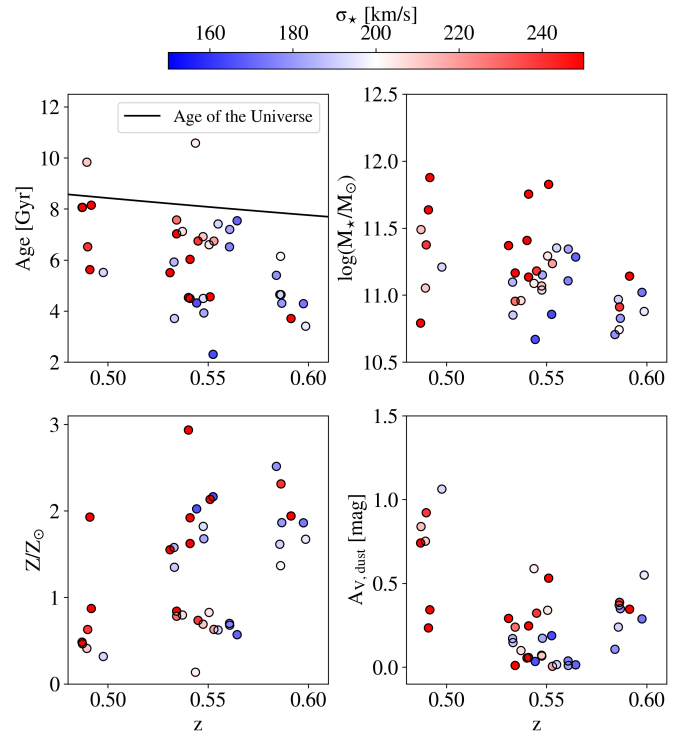 σ⋆ [km/s]
160 180 200 220 240
Age of the Universe
Age [Gyr]
12
10
8
6
4
2
0.50 0.55 0.60
log(M⋆/M⊙)
12.5
12.0
11.5
11.0
10.5
0.50 0.55 0.60
Z/Z⊙
3
2
1
0
0.50 0.55 0.60
z
AV, dust [mag]
1.5
1.0
0.5
0.0
0.50 0.55 0.60
z